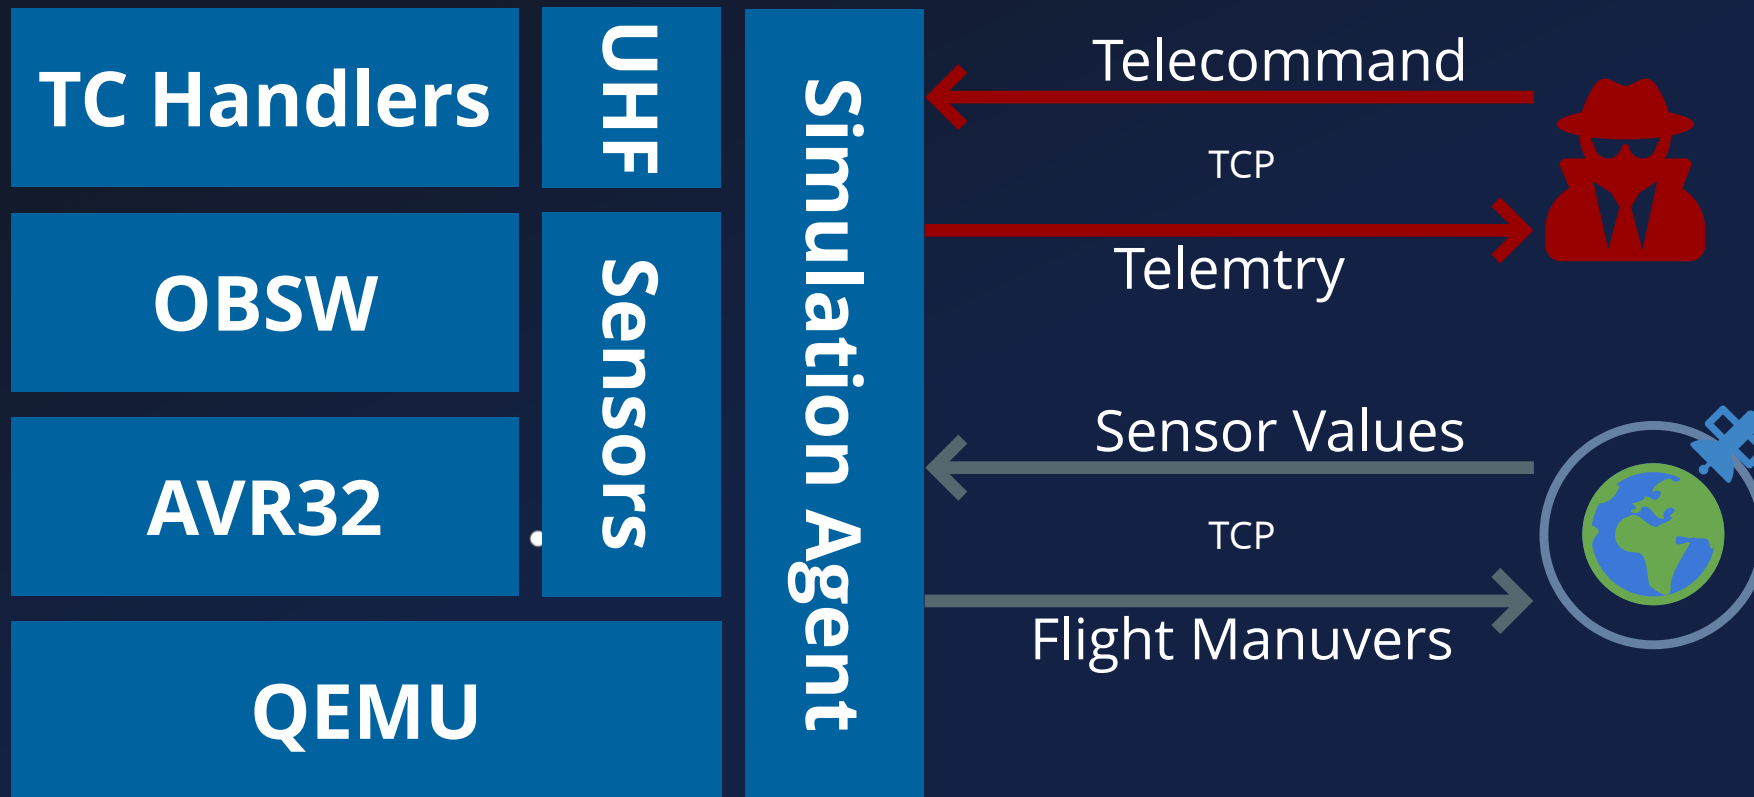 TC Handlers
UHF
OBSW
Sensors
AVR32
QEMU
Simulation Agent
Telecommand
TCP
Telemtry
Sensor Values
TCP
Flight Manuvers